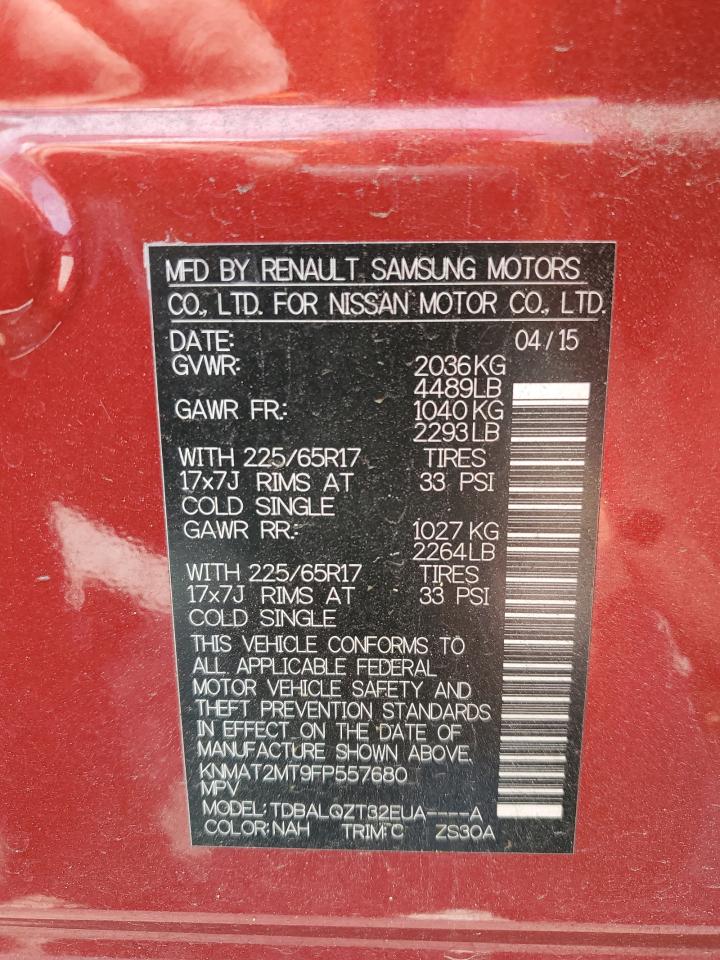 MFD BY RENAULT SAMSUNG MOTORS
CO., LTD. FOR NISSAN MOTOR CO., LTD.
DATE: 04/15
GVWR: 2036KG
4489LB
GAWR FR.: 1040KG
2293LB
WITH 225/65R17 TIRES
17x7J RIMS AT 33 PSI
COLD SINGLE
GAWR RR.: 1027KG
2264LB
WITH 225/65R17 TIRES
17x7J RIMS AT 33 PSI
COLD SINGLE
THIS VEHICLE CONFORMS TO
ALL APPLICABLE FEDERAL
MOTOR VEHICLE SAFETY AND
THEFT PREVENTION STANDARDS
IN EFFECT ON THE DATE OF
MANUFACTURE SHOWN ABOVE.
KNMAT2MT9FP557680
MPV
MODEL: TDBALQZT32EUA----A
COLOR: NAH TRIM: C ZS30A